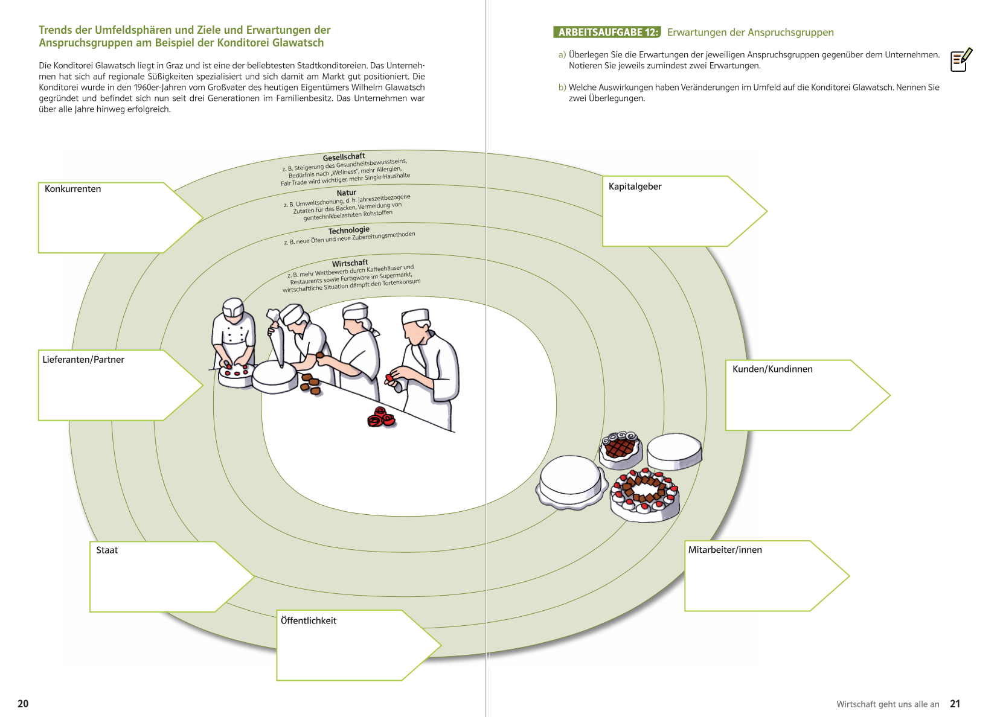 Trends der Umfeldsphären und Ziele und Erwartungen der
Anspruchsgruppen am Beispiel der Konditorei Glawatsch
Die Konditorei Glawatsch liegt in Graz und ist eine der beliebtesten Stadtkonditoreien. Das Unterneh-
men hat sich auf regionale Süßigkeiten spezialisiert und sich damit am Markt gut positioniert. Die
Konditorei wurde in den 1960er-Jahren vom Großvater des heutigen Eigentümers Wilhelm Glawatsch
gegründet und befindet sich nun seit drei Generationen im Familienbesitz. Das Unternehmen war
über alle Jahre hinweg erfolgreich.
ARBEITSAUFGABE 12: Erwartungen der Anspruchsgruppen
a) Überlegen Sie die Erwartungen der jeweiligen Anspruchsgruppen gegenüber dem Unternehmen.
Notieren Sie jeweils zumindest zwei Erwartungen.
b) Welche Auswirkungen haben Veränderungen im Umfeld auf die Konditorei Glawatsch. Nennen Sie
zwei Überlegungen.
Gesellschaft
z. B. Steigerung des Gesundheitsbewusstseins,
Bedürfnis nach „Wellness“, mehr Allergien,
Fair Trade wird wichtiger, mehr Single-Haushalte
Natur
z. B. Umweltschonung, d. h. jahreszeitbezogene
Zutaten für das Backen, Vermeidung von
gentechnikbelasteten Rohstoffen
Technologie
z. B. neue Öfen und neue Zubereitungsmethoden
Wirtschaft
z. B. mehr Wettbewerb durch Kaffeehäuser und
Restaurants sowie Fertigware im Supermarkt,
wirtschaftliche Situation dämpft den Tortenkonsum
Konkurrenten
Kapitalgeber
Lieferanten/Partner
Kunden/Kundinnen
Staat
Mitarbeiter/innen
Öffentlichkeit
20
Wirtschaft geht uns alle an 21